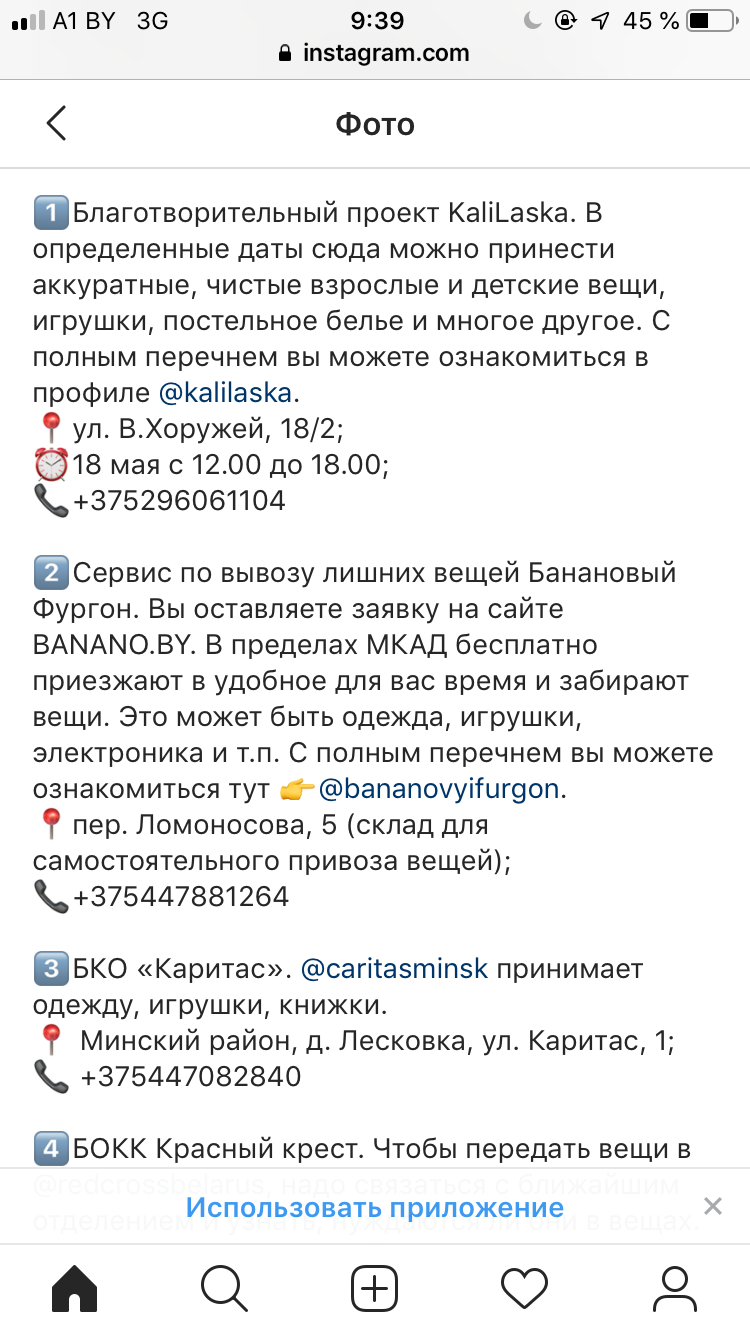 A1 BY 3G 9:39 45 %
instagram.com
Фото
1️⃣Благотворительный проект KaliLaska. В
определенные даты сюда можно принести
аккуратные, чистые взрослые и детские вещи,
игрушки, постельное белье и многое другое. С
полным перечнем вы можете ознакомиться в
профиле @kalilaska.
📍ул. В.Хоружей, 18/2;
⏰18 мая с 12.00 до 18.00;
📞+375296061104
2️⃣Сервис по вывозу лишних вещей Банановый
Фургон. Вы оставляете заявку на сайте
BANANO.BY. В пределах МКАД бесплатно
приезжают в удобное для вас время и забирают
вещи. Это может быть одежда, игрушки,
электроника и т.п. С полным перечнем вы можете
ознакомиться тут 👉@bananovyifurgon.
📍пер. Ломоносова, 5 (склад для
самостоятельного привоза вещей);
📞+375447881264
3️⃣БКО «Каритас». @caritasminsk принимает
одежду, игрушки, книжки.
📍 Минский район, д. Лесковка, ул. Каритас, 1;
📞 +375447082840
4️⃣БОКК Красный крест. Чтобы передать вещи в
@redcrossbelarus, надо связаться с ближайшим
отделением и узнать, нуждаются ли они в вещах.
Использовать приложение